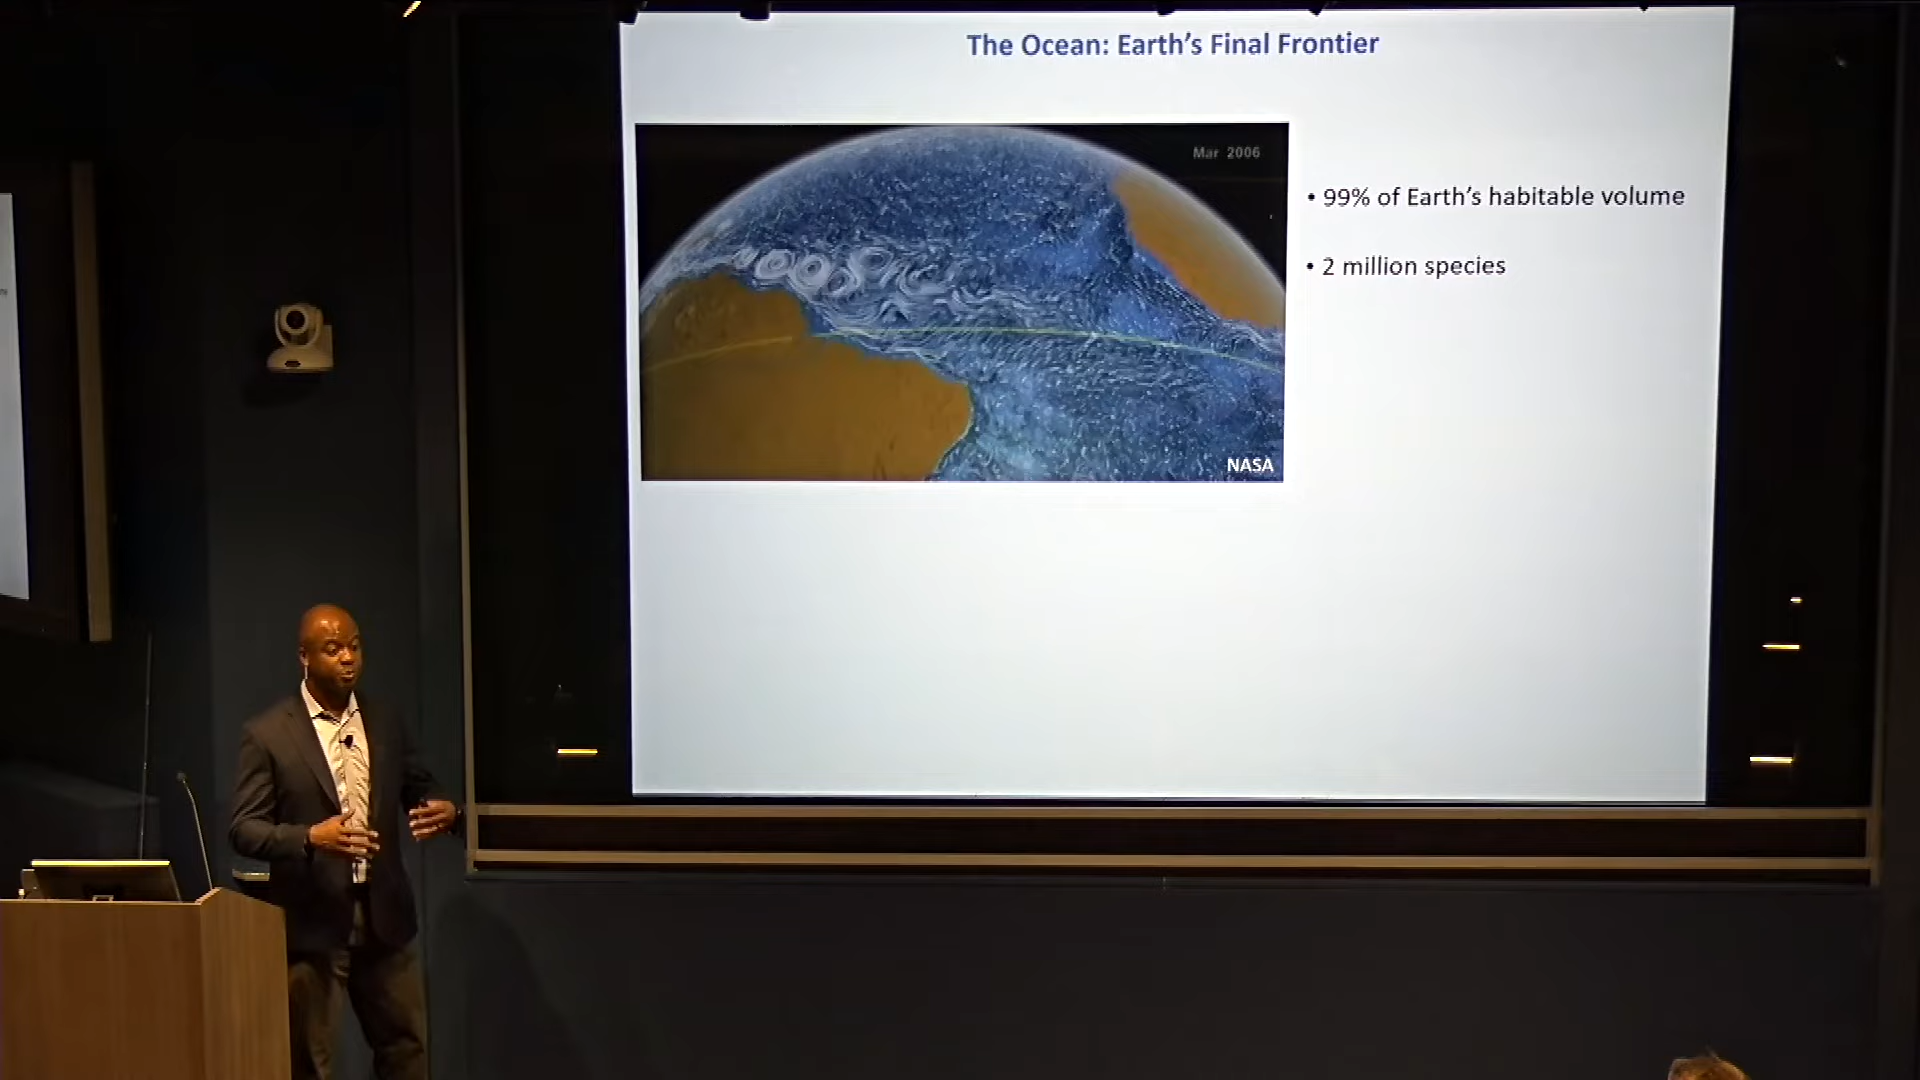 The Ocean: Earth's Final Frontier
Mar 2006
• 99% of Earth's habitable volume
• 2 million species
NASA